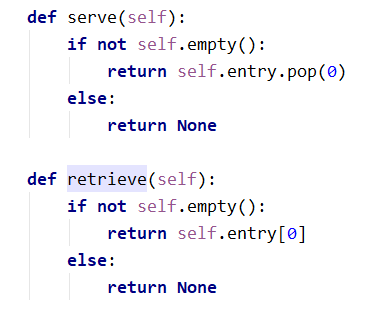 def serve(self):
    if not self.empty():
        return self.entry.pop(0)
    else:
        return None
def retrieve(self):
    if not self.empty():
        return self.entry[0]
    else:
        return None